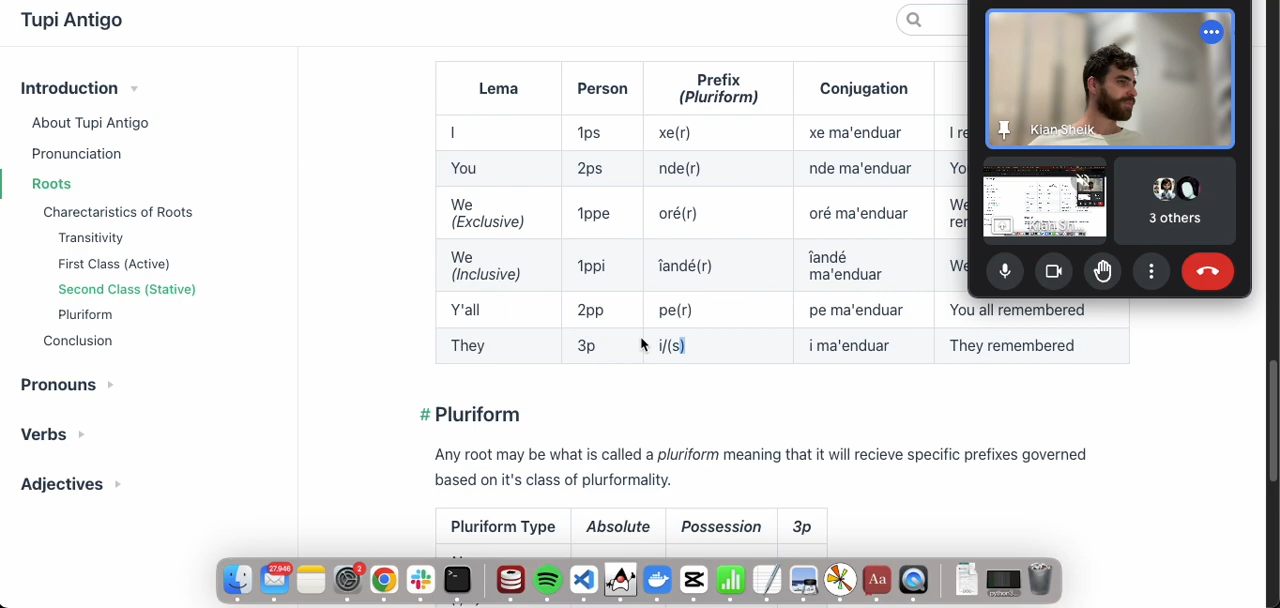 Tupi Antigo
Introduction
About Tupi Antigo
Pronunciation
Roots
Charectaristics of Roots
Transitivity
First Class (Active)
Second Class (Stative)
Pluriform
Conclusion
Pronouns
Verbs
Adjectives
Lema Person Prefix (Pluriform) Conjugation
I 1ps xe(r) xe ma'enduar I
You 2ps nde(r) nde ma'enduar
We (Exclusive) 1ppe oré(r) oré ma'enduar
We (Inclusive) 1ppi îandé(r) îandé ma'enduar
Y'all 2pp pe(r) pe ma'enduar You all remembered
They 3p i/(s) i ma'enduar They remembered
# Pluriform
Any root may be what is called a pluriform meaning that it will recieve specific prefixes governed
based on it's class of plurformality.
Pluriform Type Absolute Possession 3p
Kian Sheik
3 others
27,946
2
Aa